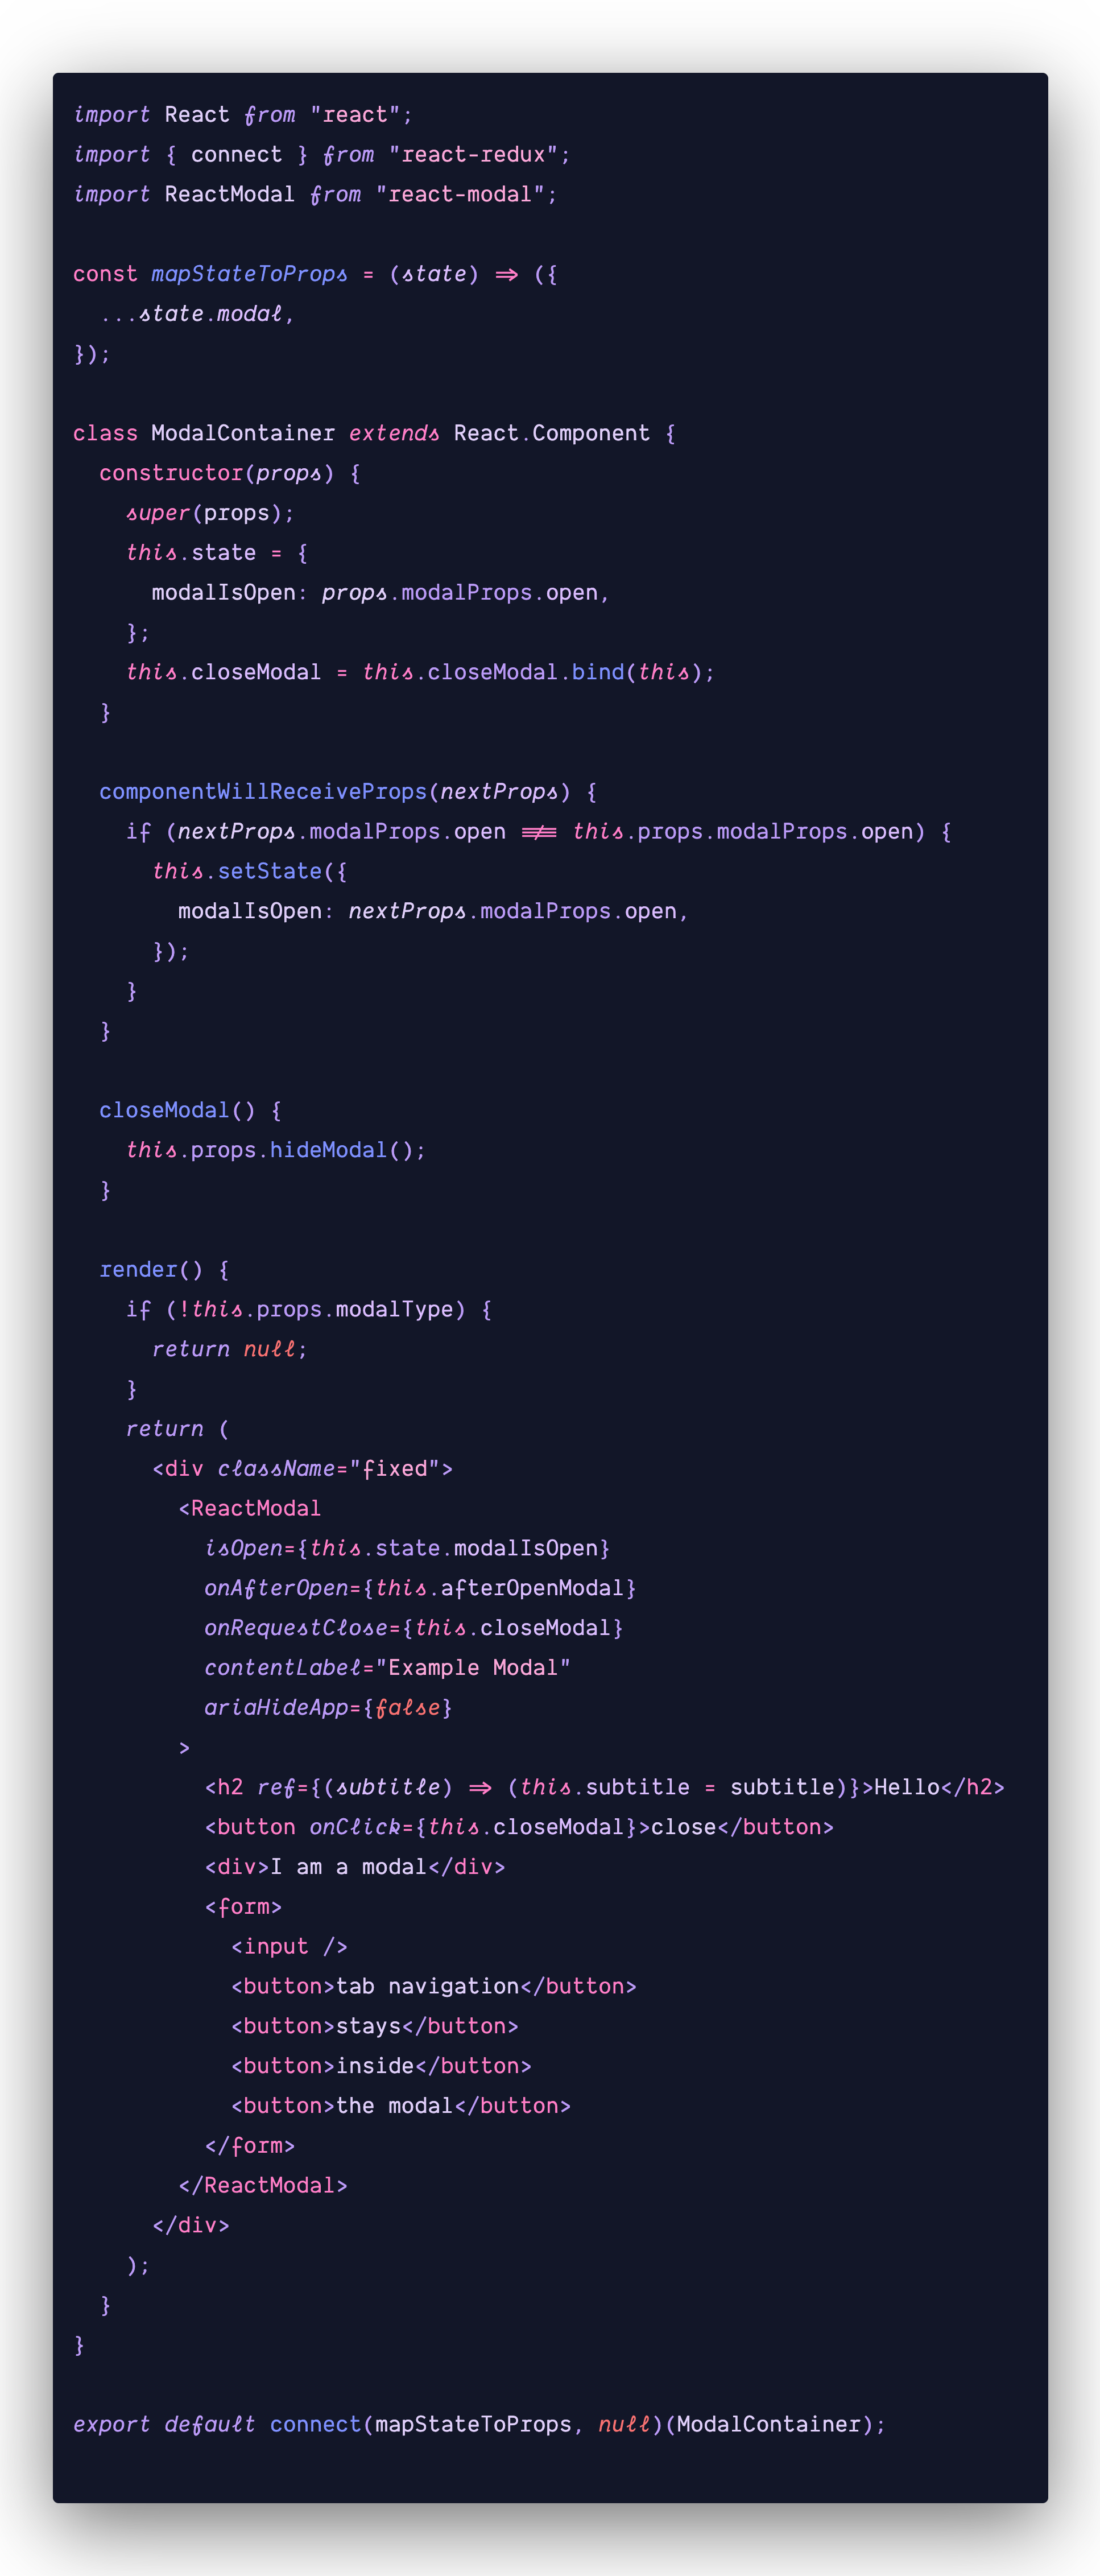 import React from "react";
import { connect } from "react-redux";
import ReactModal from "react-modal";

const mapStateToProps = (state) => ({
  ...state.modal,
});

class ModalContainer extends React.Component {
  constructor(props) {
    super(props);
    this.state = {
      modalIsOpen: props.modalProps.open,
    };
    this.closeModal = this.closeModal.bind(this);
  }

  componentWillReceiveProps(nextProps) {
    if (nextProps.modalProps.open !== this.props.modalProps.open) {
      this.setState({
        modalIsOpen: nextProps.modalProps.open,
      });
    }
  }

  closeModal() {
    this.props.hideModal();
  }

  render() {
    if (!this.props.modalType) {
      return null;
    }
    return (
      <div className="fixed">
        <ReactModal
          isOpen={this.state.modalIsOpen}
          onAfterOpen={this.afterOpenModal}
          onRequestClose={this.closeModal}
          contentLabel="Example Modal"
          ariaHideApp={false}
        >
          <h2 ref={(subtitle) => (this.subtitle = subtitle)}>Hello</h2>
          <button onClick={this.closeModal}>close</button>
          <div>I am a modal</div>
          <form>
            <input />
            <button>tab navigation</button>
            <button>stays</button>
            <button>inside</button>
            <button>the modal</button>
          </form>
        </ReactModal>
      </div>
    );
  }
}

export default connect(mapStateToProps, null)(ModalContainer);